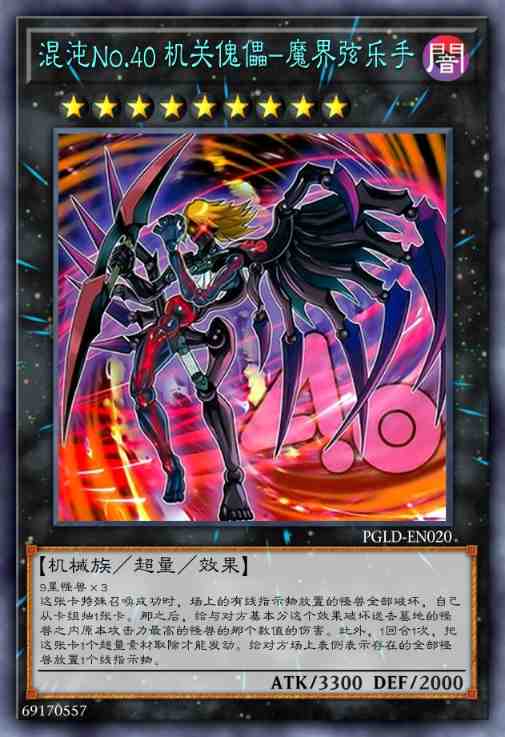 混沌No.40 机关傀儡-魔界弦乐手
闇
No
PGLD-EN020
【机械族／超量／效果】
9星怪兽×3
这张卡特殊召唤成功时，场上的有线指示物放置的怪兽全部破坏，自己
从卡组抽1张卡。那之后，给与对方基本分这个效果破坏送去墓地的怪
兽之内原本攻击力最高的怪兽的那个数值的伤害。此外，1回合1次，把
这张卡1个超量素材取除才能发动。给对方场上表侧表示存在的全部怪
兽放置1个线指示物。
ATK/3300 DEF/2000
69170557